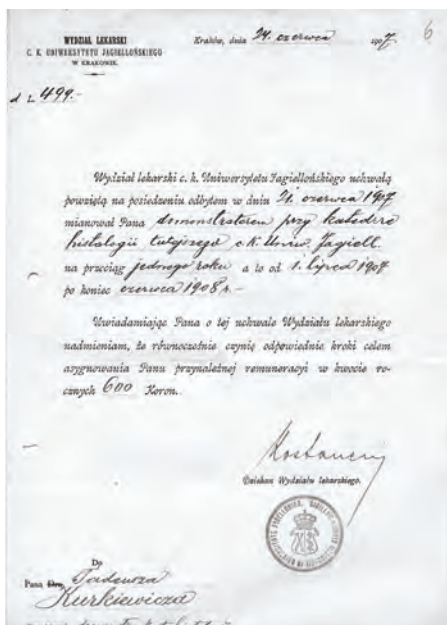 6
WYDZIAŁ LEKARSKI
C. K. UNIWERSYTETU JAGIELLOŃSKIEGO
W KRAKOWIE.
Kraków, dnia 24. czerwca 1907.
d L 499.-
Wydział lekarski c. k. Uniwersytetu Jagiellońskiego uchwałą
powziętą na posiedzeniu odbytem w dniu 21. czerwca 1907
mianował Pana demonstratorem przy katedrze
histologii tutejszego c. K. Uniw. Jagiell.
na przeciąg jednego roku a to od 1. lipca 1907
po koniec czerwca 1908 r. -
Uwiadamiając Pana o tej uchwale Wydziału lekarskiego
nadmieniam, że równocześnie czynię odpowiednie kroki celem
asygnowania Panu przynależnej remuneracyi w kwocie ro-
cznych 600 Koron.
Kostanecki
Dziekan Wydziału lekarskiego.
Do
Pana Dra. Tadeusza
Kurkiewicza